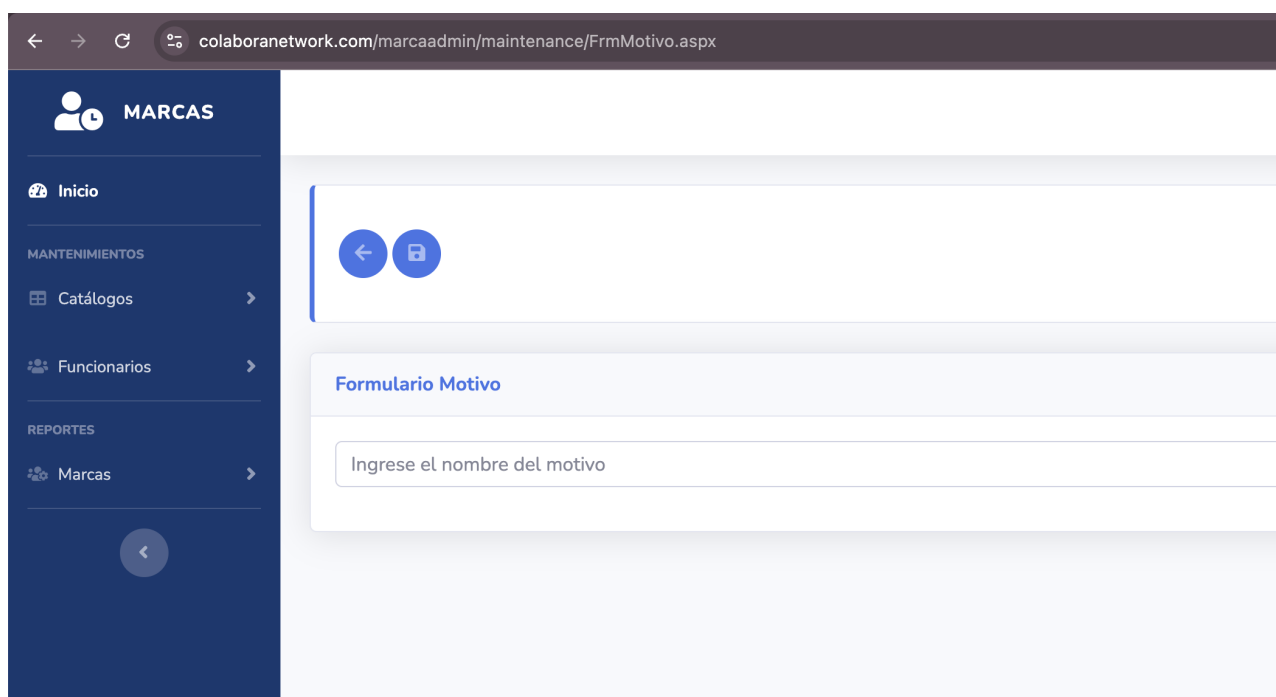 colaboranetwork.com/marcaadmin/maintenance/FrmMotivo.aspx
MARCAS
Inicio
MANTENIMIENTOS
Catálogos
Funcionarios
REPORTES
Marcas
Formulario Motivo
Ingrese el nombre del motivo